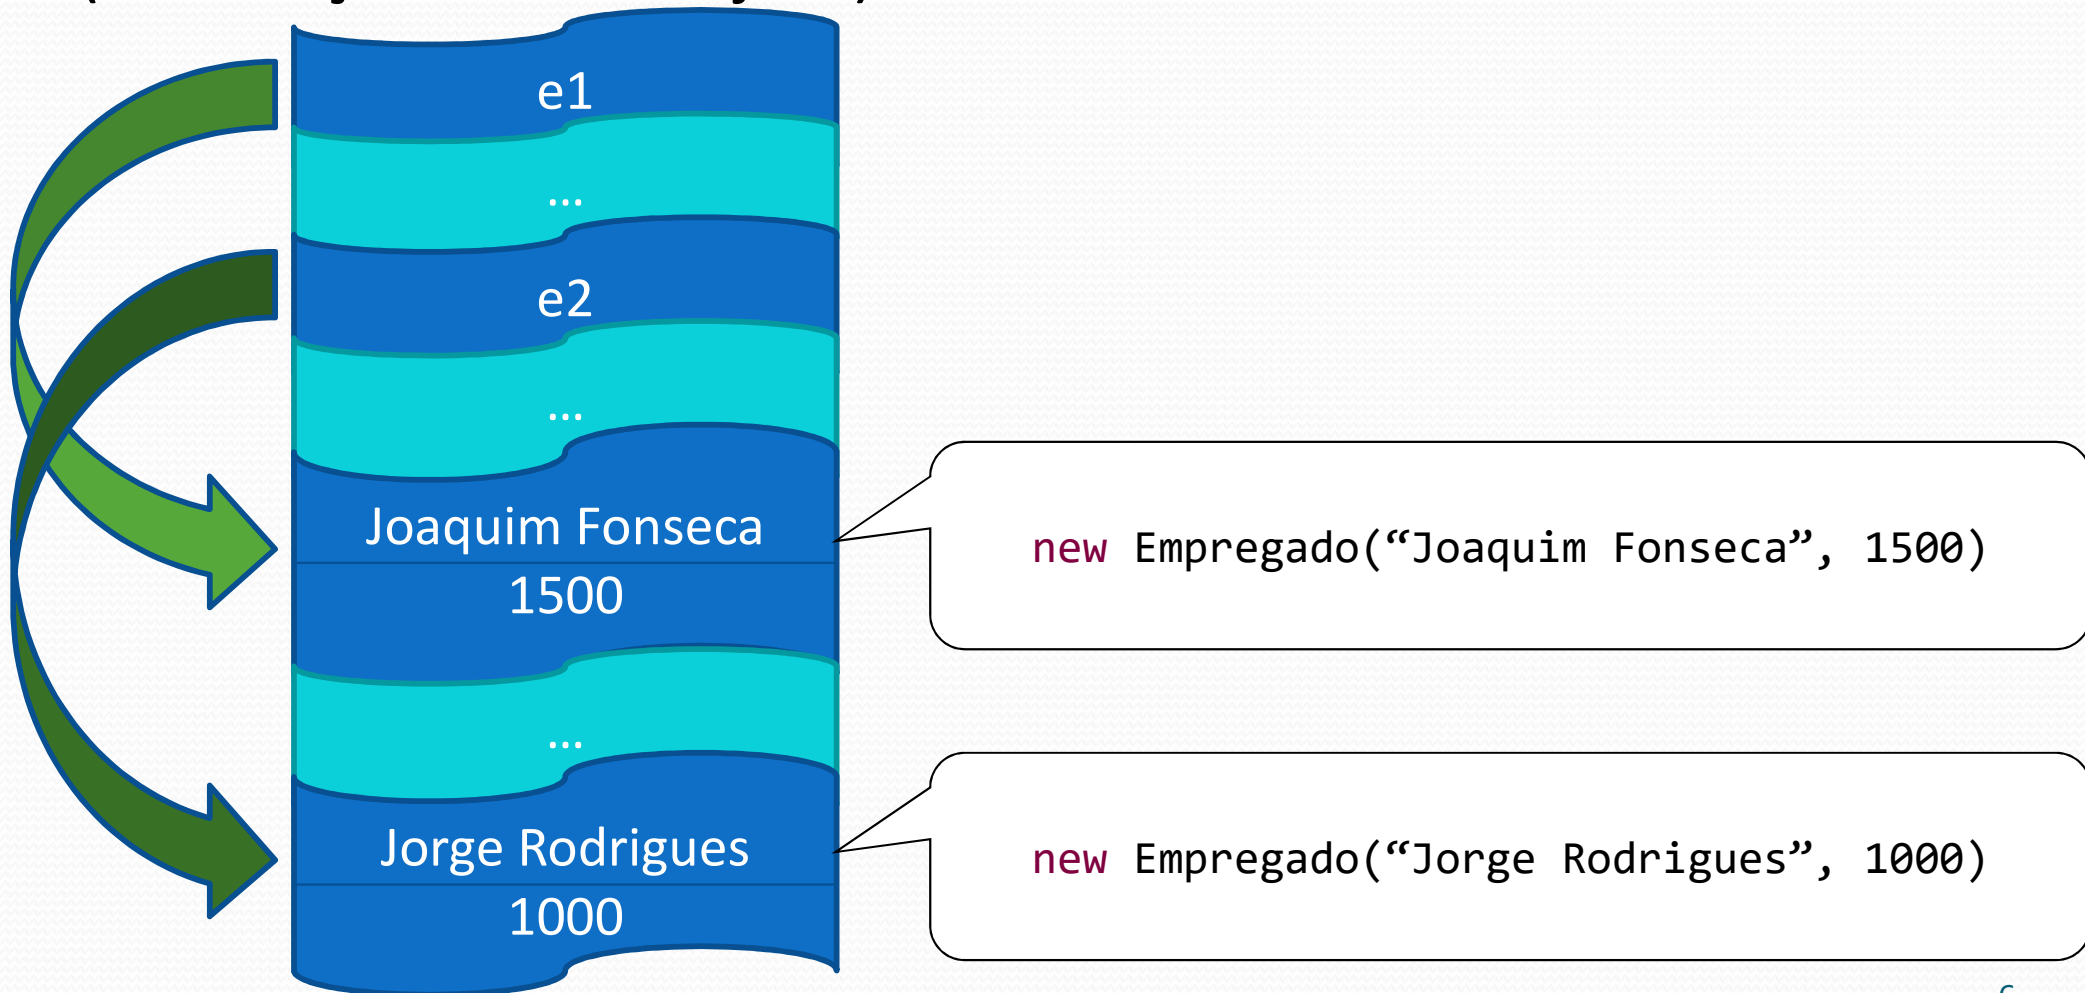 e1
…
e2
…
Joaquim Fonseca
1500
new Empregado(“Joaquim Fonseca”, 1500)
…
Jorge Rodrigues
1000
new Empregado(“Jorge Rodrigues”, 1000)